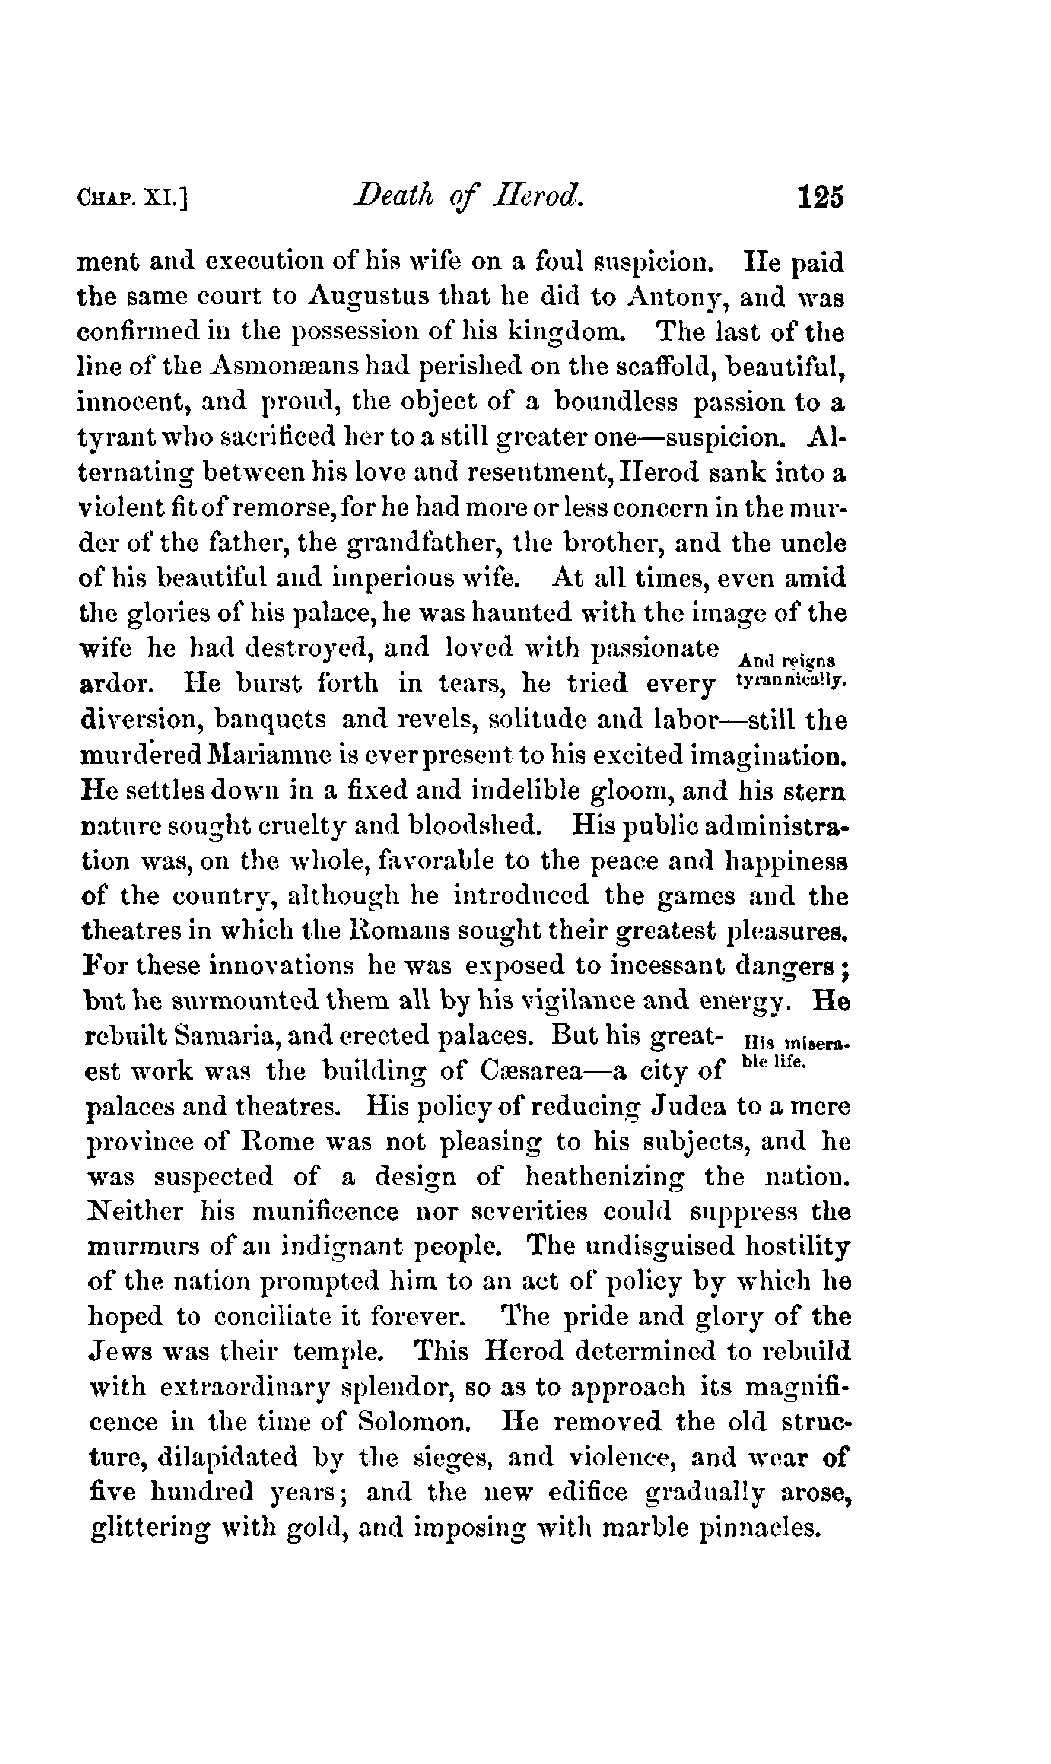 CHAP. XI.] Death of Herod. 125
ment and execution of his wife on a foul suspicion. He paid
the same court to Augustus that he did to Antony, and was
confirmed in the possession of his kingdom. The last of the
line of the Asmonæans had perished on the scaffold, beautiful,
innocent, and proud, the object of a boundless passion to a
tyrant who sacrificed her to a still greater one—suspicion. Al-
ternating between his love and resentment, Herod sank into a
violent fit of remorse, for he had more or less concern in the mur-
der of the father, the grandfather, the brother, and the uncle
of his beautiful and imperious wife. At all times, even amid
the glories of his palace, he was haunted with the image of the
wife he had destroyed, and loved with passionate
And reigns
tyrannically.
ardor. He burst forth in tears, he tried every
diversion, banquets and revels, solitude and labor—still the
murdered Mariamne is ever present to his excited imagination.
He settles down in a fixed and indelible gloom, and his stern
nature sought cruelty and bloodshed. His public administra-
tion was, on the whole, favorable to the peace and happiness
of the country, although he introduced the games and the
theatres in which the Romans sought their greatest pleasures.
For these innovations he was exposed to incessant dangers;
but he surmounted them all by his vigilance and energy. He
rebuilt Samaria, and erected palaces. But his great-
His misera-
ble life.
est work was the building of Cæsarea—a city of
palaces and theatres. His policy of reducing Judea to a mere
province of Rome was not pleasing to his subjects, and he
was suspected of a design of heathenizing the nation.
Neither his munificence nor severities could suppress the
murmurs of an indignant people. The undisguised hostility
of the nation prompted him to an act of policy by which he
hoped to conciliate it forever. The pride and glory of the
Jews was their temple. This Herod determined to rebuild
with extraordinary splendor, so as to approach its magnifi-
cence in the time of Solomon. He removed the old struc-
ture, dilapidated by the sieges, and violence, and wear of
five hundred years; and the new edifice gradually arose,
glittering with gold, and imposing with marble pinnacles.